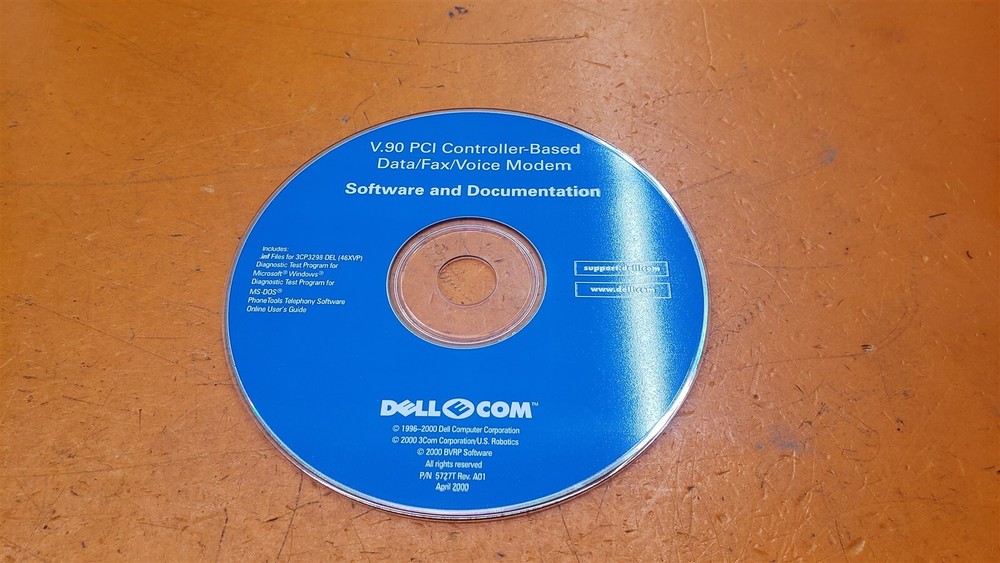 V.90 PCI Controller-Based
Data/Fax/Voice Modem
Software and Documentation
Includes:
.inf Files for 3CP3298-DEL (46XVP)
Diagnostic Test Program for
Microsoft® Windows®
Diagnostic Test Program for
MS-DOS®
PhoneTools Telephony Software
Online User's Guide
support.dell.com
www.dell.com
DELL E COM™
© 1996–2000 Dell Computer Corporation
© 2000 3Com Corporation/U.S. Robotics
© 2000 BVRP Software
All rights reserved
P/N 5727T Rev. A01
April 2000